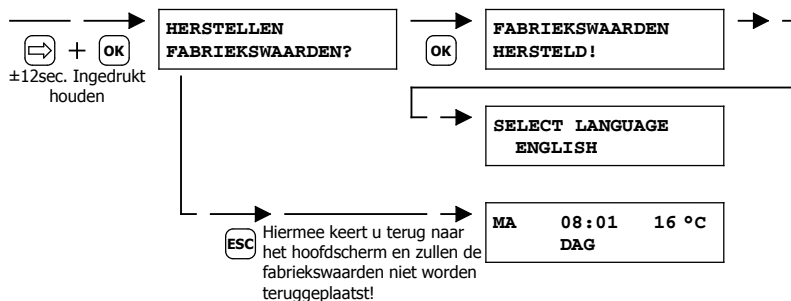 HERSTELLEN
FABRIEKSWAARDEN?
FABRIEKSWAARDEN
HERSTELD!
+ OK
OK
±12sec. Ingedrukt
houden
SELECT LANGUAGE
ENGLISH
ESC
Hiermee keert u terug naar
het hoofdscherm en zullen de
fabriekswaarden niet worden
teruggeplaatst!
MA 08:01 16 °C
DAG